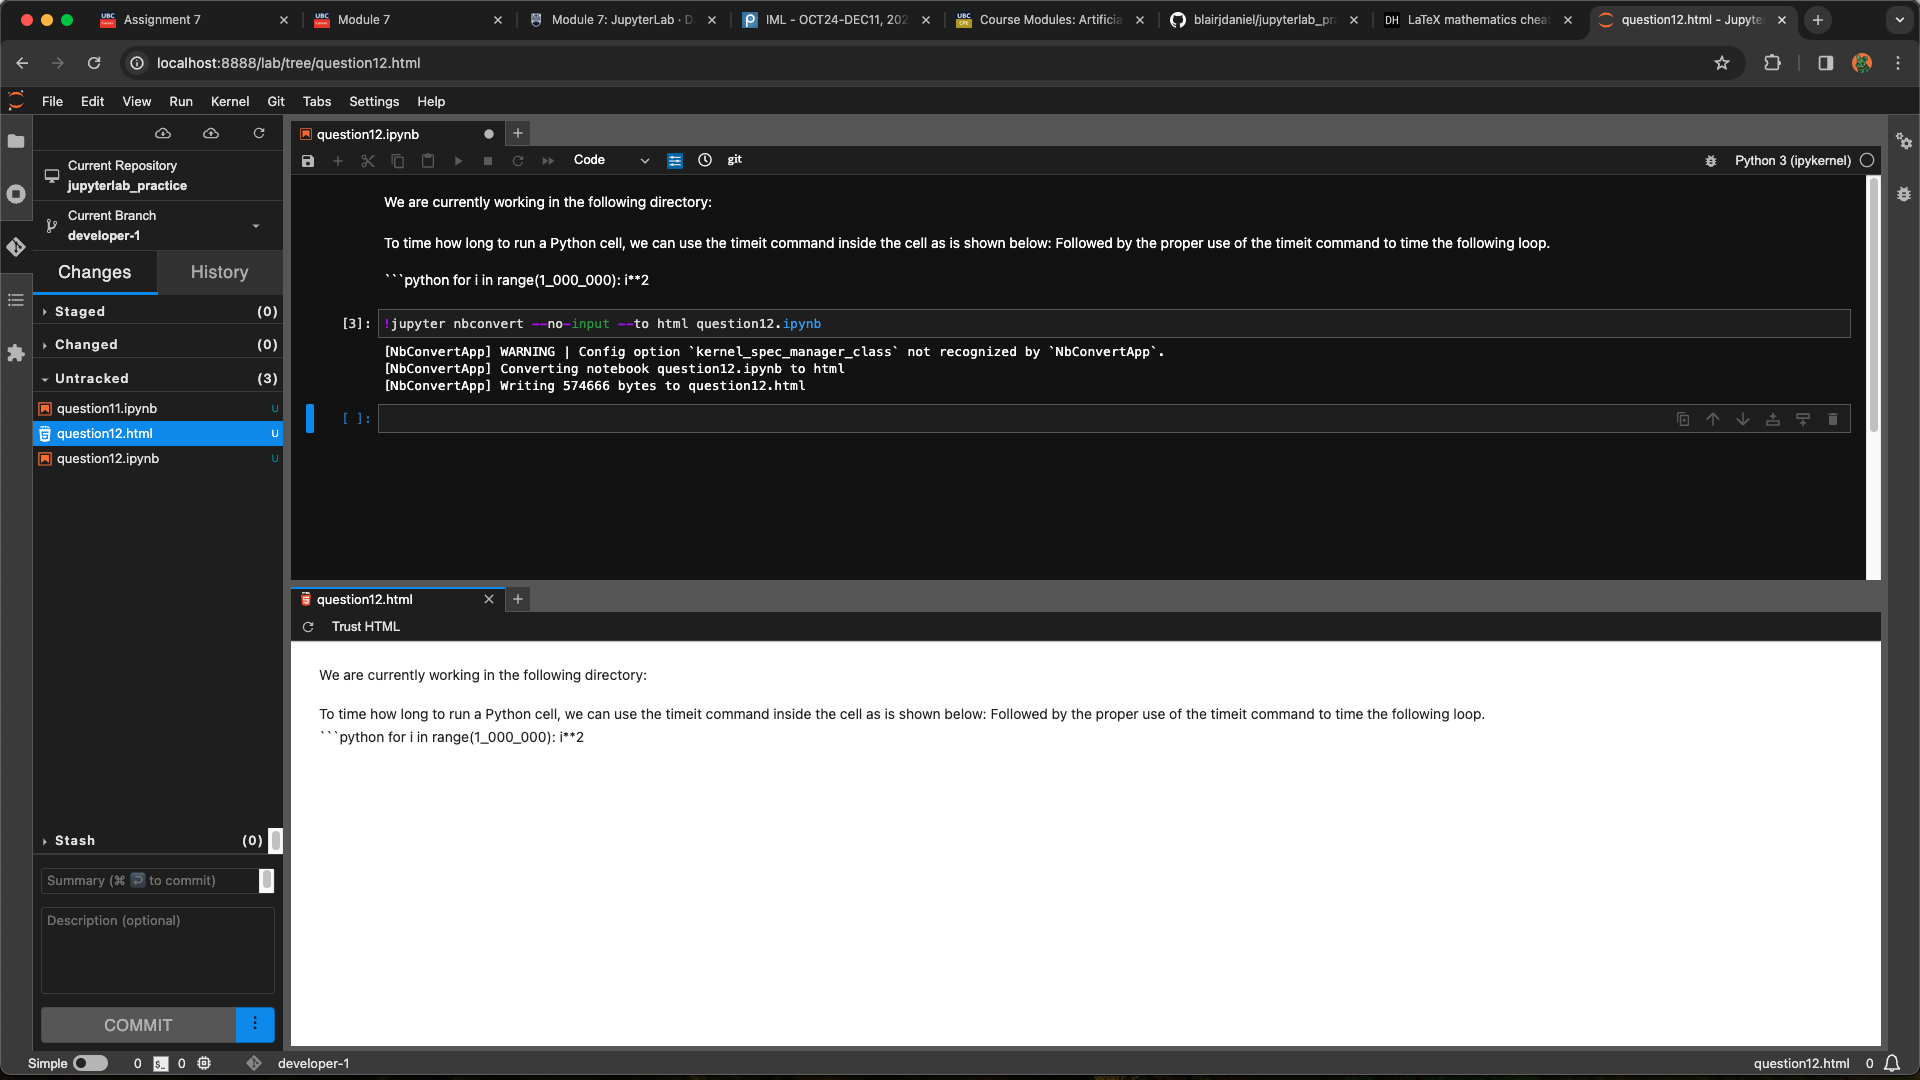 Assignment 7
Module 7
Module 7: JupyterLab · D
IML - OCT24-DEC11, 202
Course Modules: Artificia
blairjdaniel/jupyterlab_pr
LaTeX mathematics cheat
question12.html - Jupyte
localhost:8888/lab/tree/question12.html
File Edit View Run Kernel Git Tabs Settings Help
Current Repository
jupyterlab_practice
Current Branch
developer-1
Changes History
Staged (0)
Changed (0)
Untracked (3)
question11.ipynb U
question12.html U
question12.ipynb U
Stash (0)
Summary (⌘ to commit)
Description (optional)
COMMIT
question12.ipynb
Code git Python 3 (ipykernel)
We are currently working in the following directory:
To time how long to run a Python cell, we can use the timeit command inside the cell as is shown below: Followed by the proper use of the timeit command to time the following loop.
```python for i in range(1_000_000): i**2
[3]: !jupyter nbconvert --no-input --to html question12.ipynb
[NbConvertApp] WARNING | Config option `kernel_spec_manager_class` not recognized by `NbConvertApp`.
[NbConvertApp] Converting notebook question12.ipynb to html
[NbConvertApp] Writing 574666 bytes to question12.html
[ ]:
question12.html
Trust HTML
We are currently working in the following directory:
To time how long to run a Python cell, we can use the timeit command inside the cell as is shown below: Followed by the proper use of the timeit command to time the following loop.
```python for i in range(1_000_000): i**2
Simple 0 $_ 0 developer-1 question12.html 0